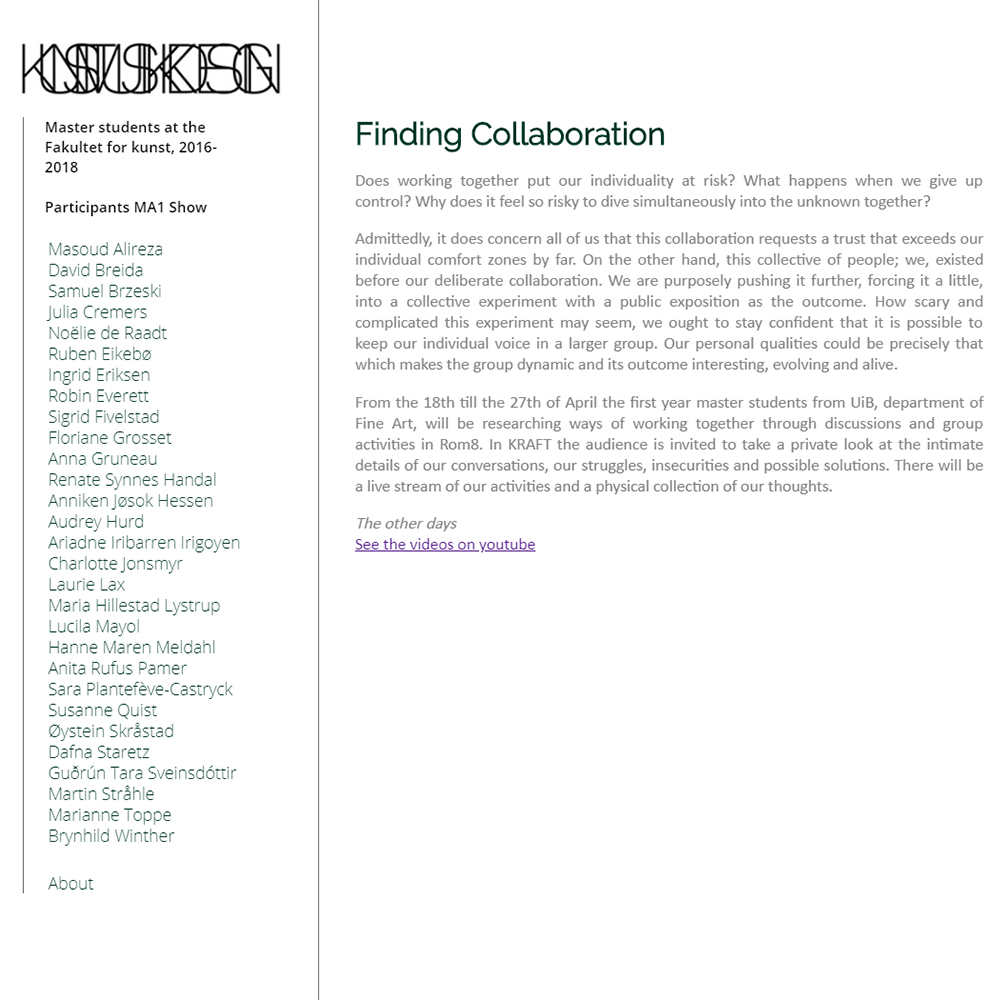 Master students at the
Fakultet for kunst, 2016-
2018
Participants MA1 Show
Masoud Alireza
David Breida
Samuel Brzeski
Julia Cremers
Noëlie de Raadt
Ruben Eikebø
Ingrid Eriksen
Robin Everett
Sigrid Fivelstad
Floriane Grosset
Anna Gruneau
Renate Synnes Handal
Anniken Jøsok Hessen
Audrey Hurd
Ariadne Iribarren Irigoyen
Charlotte Jonsmyr
Laurie Lax
Maria Hillestad Lystrup
Lucila Mayol
Hanne Maren Meldahl
Anita Rufus Pamer
Sara Plantefève-Castryck
Susanne Quist
Øystein Skråstad
Dafna Staretz
Guðrún Tara Sveinsdóttir
Martin Stråhle
Marianne Toppe
Brynhild Winther
About
Finding Collaboration
Does working together put our individuality at risk? What happens when we give up
control? Why does it feel so risky to dive simultaneously into the unknown together?
Admittedly, it does concern all of us that this collaboration requests a trust that exceeds our
individual comfort zones by far. On the other hand, this collective of people; we, existed
before our deliberate collaboration. We are purposely pushing it further, forcing it a little,
into a collective experiment with a public exposition as the outcome. How scary and
complicated this experiment may seem, we ought to stay confident that it is possible to
keep our individual voice in a larger group. Our personal qualities could be precisely that
which makes the group dynamic and its outcome interesting, evolving and alive.
From the 18th till the 27th of April the first year master students from UiB, department of
Fine Art, will be researching ways of working together through discussions and group
activities in Rom8. In KRAFT the audience is invited to take a private look at the intimate
details of our conversations, our struggles, insecurities and possible solutions. There will be
a live stream of our activities and a physical collection of our thoughts.
The other days
See the videos on youtube